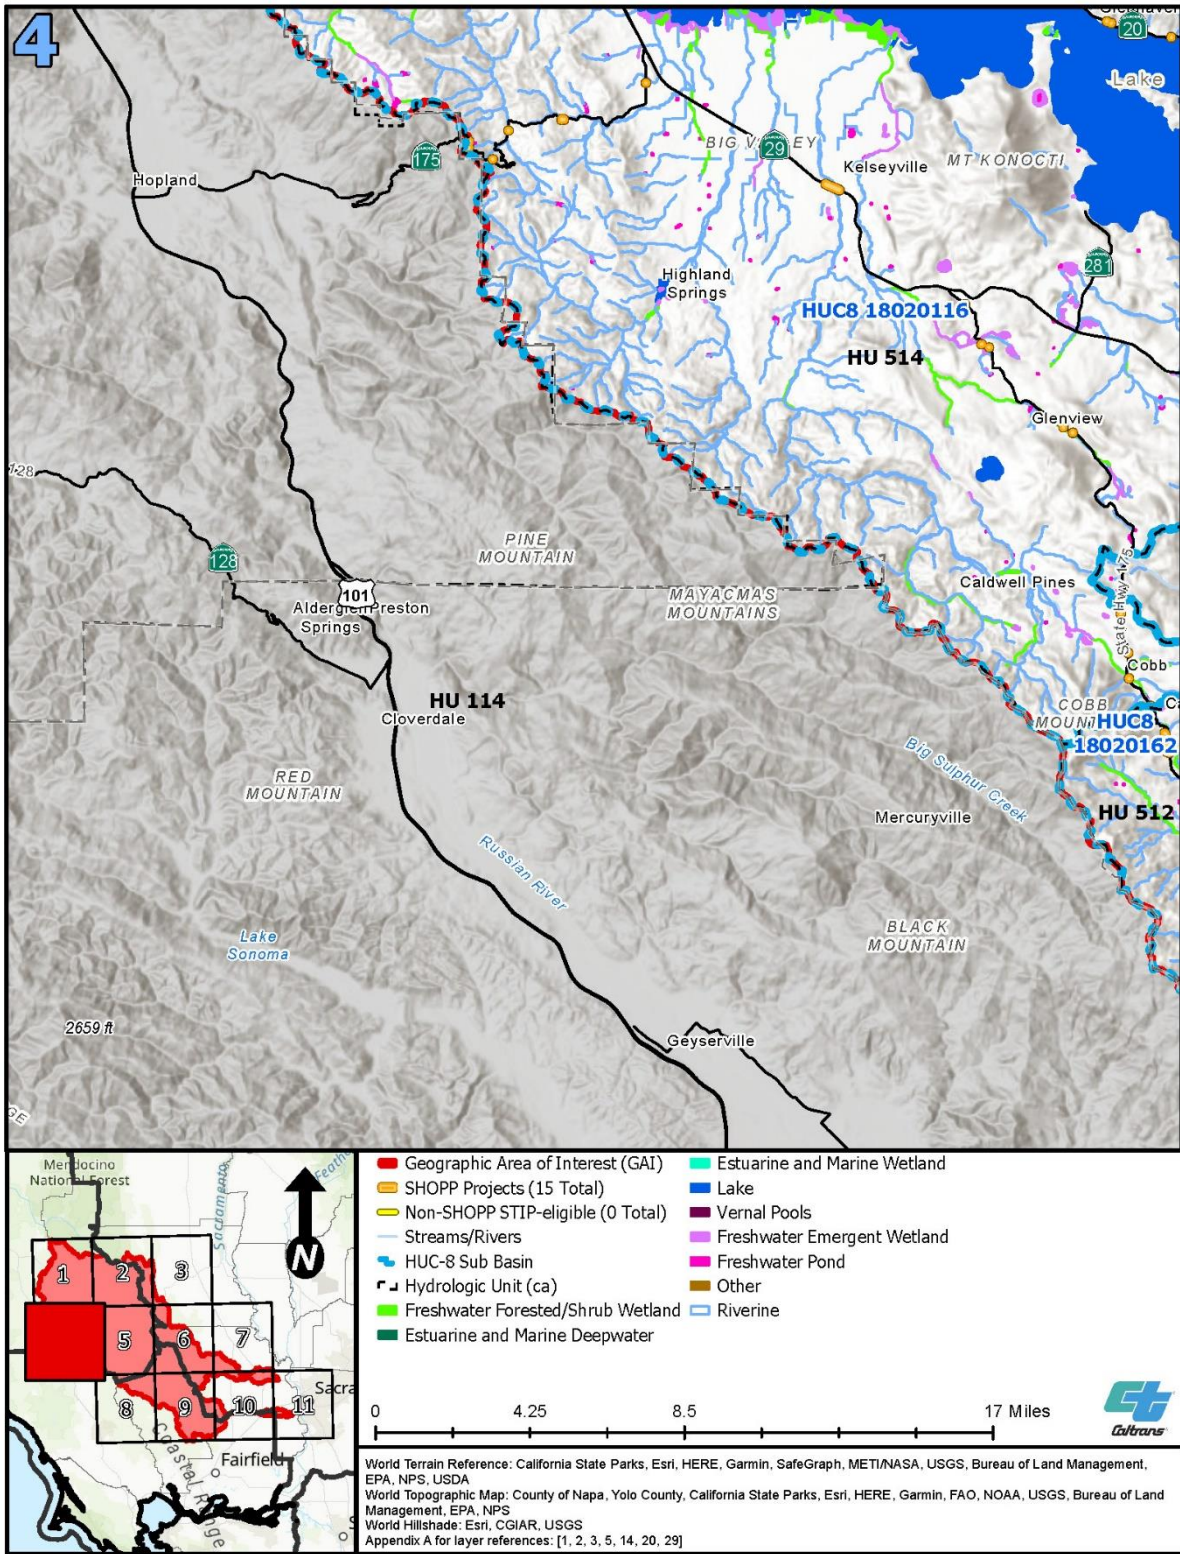 4
20
Lake
175
BIG VALLEY
29
Kelseyville
MT KONOCTI
Hopland
281
Highland
Springs
HUC8 18020116
HU 514
Glenview
128
128
PINE
MOUNTAIN
101
MAYACMAS
MOUNTAINS
Caldwell Pines
State Hwy 175
Preston
Springs
Cobb
HU 114
Cloverdale
COBB
HUC8
18020162
Big Sulphur Creek
RED
MOUNTAIN
Mercuryville
HU 512
Russian River
BLACK
MOUNTAIN
Lake
Sonoma
2659 ft
Geyserville
GE
Mendocino
National Forest
Sacramento
1
2
3
5
6
7
8
9
10
11
Fairfield
Coastal Range
N
Geographic Area of Interest (GAI)
SHOPP Projects (15 Total)
Non-SHOPP STIP-eligible (0 Total)
Streams/Rivers
HUC-8 Sub Basin
Hydrologic Unit (ca)
Freshwater Forested/Shrub Wetland
Estuarine and Marine Deepwater
Estuarine and Marine Wetland
Lake
Vernal Pools
Freshwater Emergent Wetland
Freshwater Pond
Other
Riverine
0 4.25 8.5 17 Miles
ct
Caltrans
World Terrain Reference: California State Parks, Esri, HERE, Garmin, SafeGraph, METI/NASA, USGS, Bureau of Land Management,
EPA, NPS, USDA
World Topographic Map: County of Napa, Yolo County, California State Parks, Esri, HERE, Garmin, FAO, NOAA, USGS, Bureau of Land
Management, EPA, NPS
World Hillshade: Esri, CGIAR, USGS
Appendix A for layer references: [1, 2, 3, 5, 14, 20, 29]